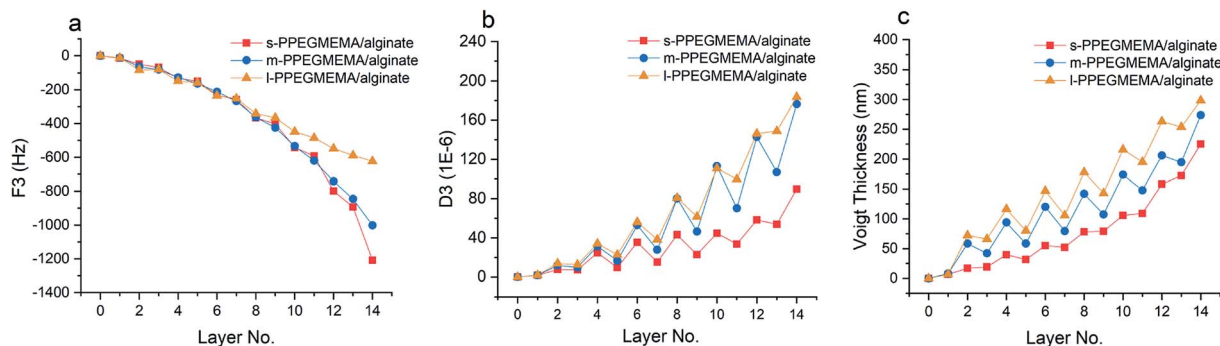 a
s-PPEGMEMA/alginate
m-PPEGMEMA/alginate
l-PPEGMEMA/alginate
0
-200
-400
-600
-800
-1000
-1200
-1400
F3 (Hz)
0 2 4 6 8 10 12 14
Layer No.
b
s-PPEGMEMA/alginate
m-PPEGMEMA/alginate
l-PPEGMEMA/alginate
240
200
160
120
80
40
0
D3 (1E-6)
0 2 4 6 8 10 12 14
Layer No.
c
s-PPEGMEMA/alginate
m-PPEGMEMA/alginate
l-PPEGMEMA/alginate
400
350
300
250
200
150
100
50
0
Voigt Thickness (nm)
0 2 4 6 8 10 12 14
Layer No.